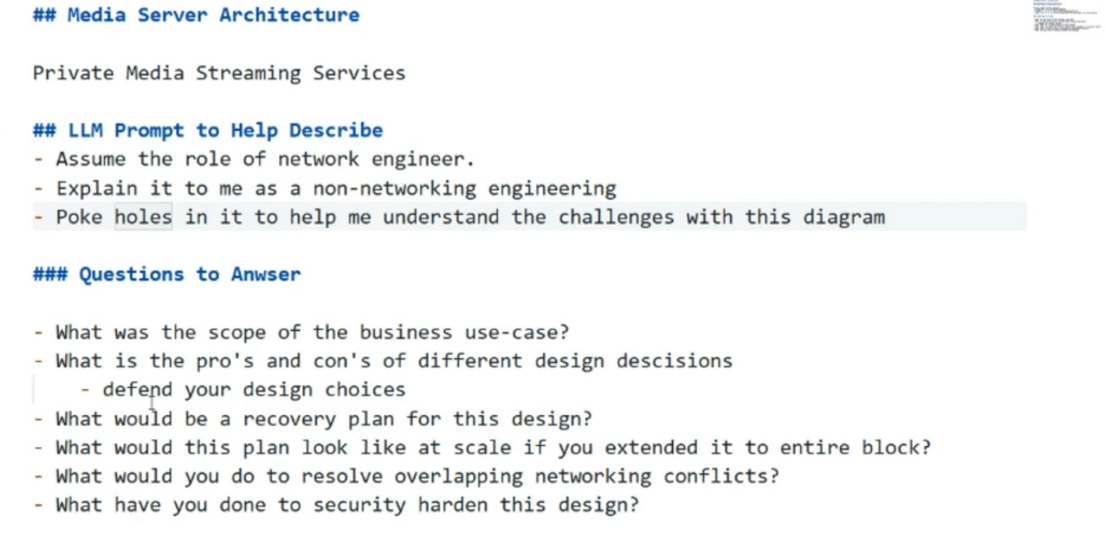 ## Media Server Architecture
Private Media Streaming Services
## LLM Prompt to Help Describe
- Assume the role of network engineer.
- Explain it to me as a non-networking engineering
- Poke holes in it to help me understand the challenges with this diagram
### Questions to Anwser
- What was the scope of the business use-case?
- What is the pro's and con's of different design descisions
- defend your design choices
- What would be a recovery plan for this design?
- What would this plan look like at scale if you extended it to entire block?
- What would you do to resolve overlapping networking conflicts?
- What have you done to security harden this design?